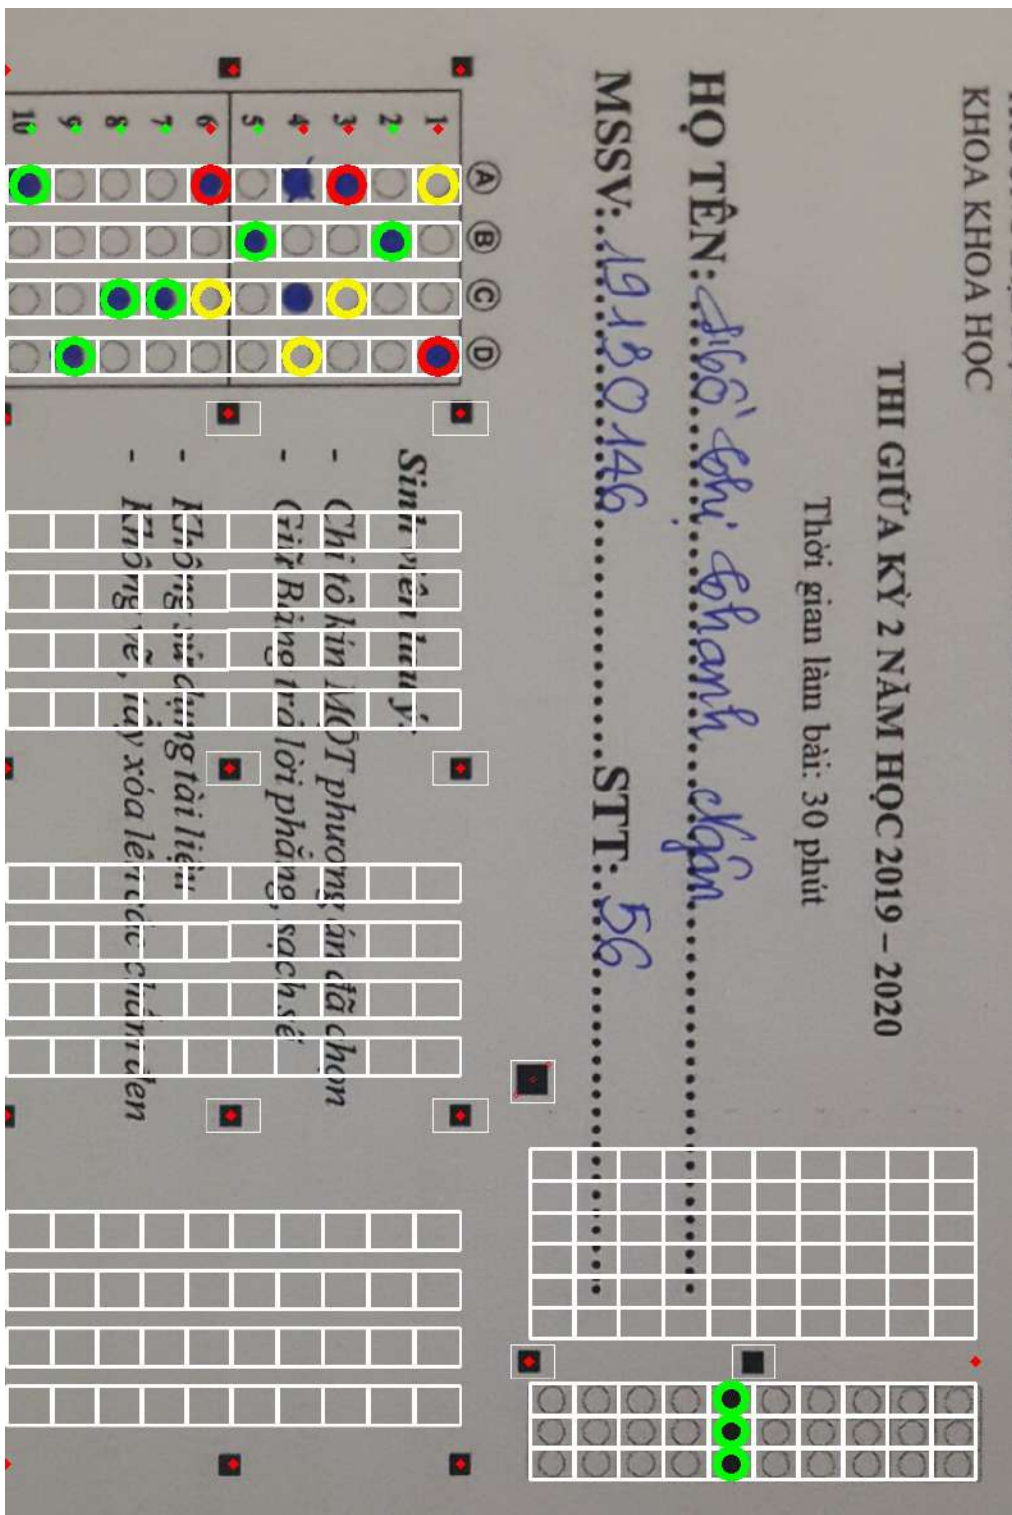 KHOA KHOA HỌC
THI GIỮA KỲ 2 NĂM HỌC 2019 – 2020
Thời gian làm bài: 30 phút
HỌ TÊN: Hồ Thị Thanh Ngân
MSSV: 19130146 STT: 56
Ⓐ Ⓑ Ⓒ Ⓓ
1
2
3
4
5
6
7
8
9
10
Sinh viên lưu ý:
- Chỉ tô kín MỘT phương án đã chọn
- Giữ Bảng trả lời phẳng, sạch sẽ
- Không sử dụng tài liệu
- Không vẽ, tẩy xóa lên các chấm đen